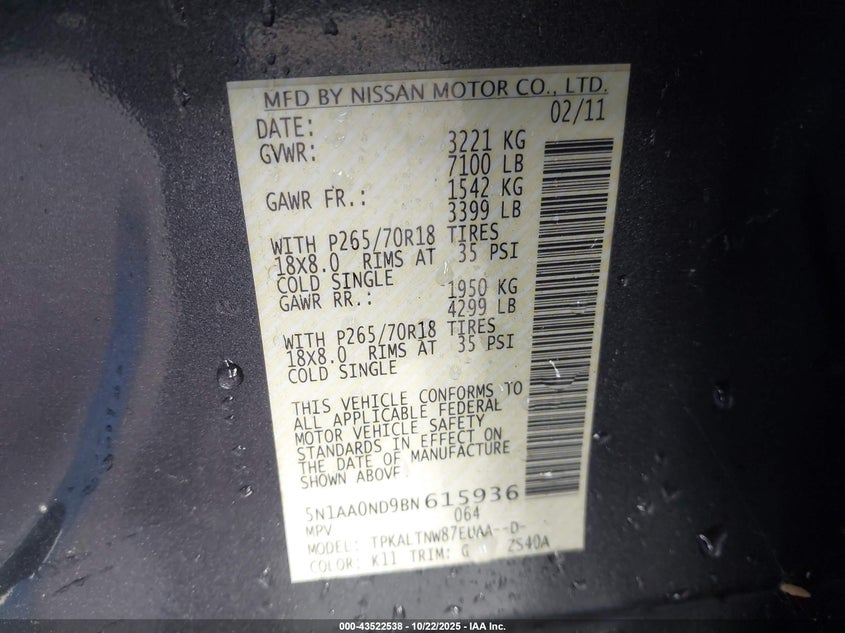 MFD BY NISSAN MOTOR CO., LTD.
DATE: 02/11
GVWR: 3221 KG
7100 LB
GAWR FR.: 1542 KG
3399 LB
WITH P265/70R18 TIRES
18X8.0 RIMS AT 35 PSI
COLD SINGLE
GAWR RR.: 1950 KG
4299 LB
WITH P265/70R18 TIRES
18X8.0 RIMS AT 35 PSI
COLD SINGLE
THIS VEHICLE CONFORMS TO
ALL APPLICABLE FEDERAL
MOTOR VEHICLE SAFETY
STANDARDS IN EFFECT ON
THE DATE OF MANUFACTURE
SHOWN ABOVE.
5N1AA0ND9BN615936
MPV 064
MODEL: TPKALTNW87EUAA--D-
COLOR: K11 TRIM: G 2S40A
000-43522538 - 10/22/2025 - IAA Inc.